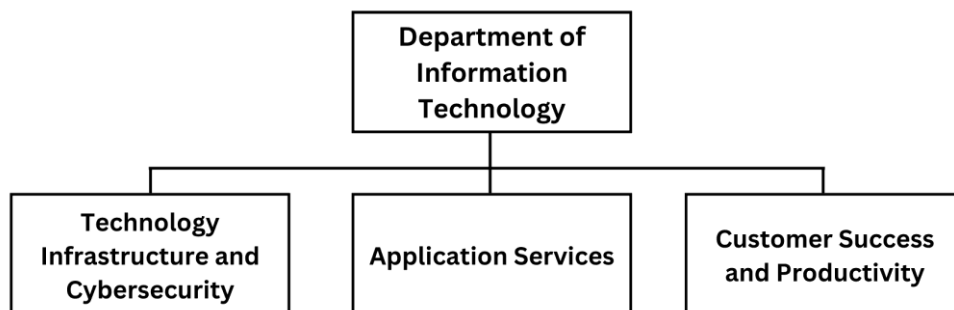 Department of
Information
Technology
Technology
Infrastructure and
Cybersecurity
Application Services
Customer Success
and Productivity